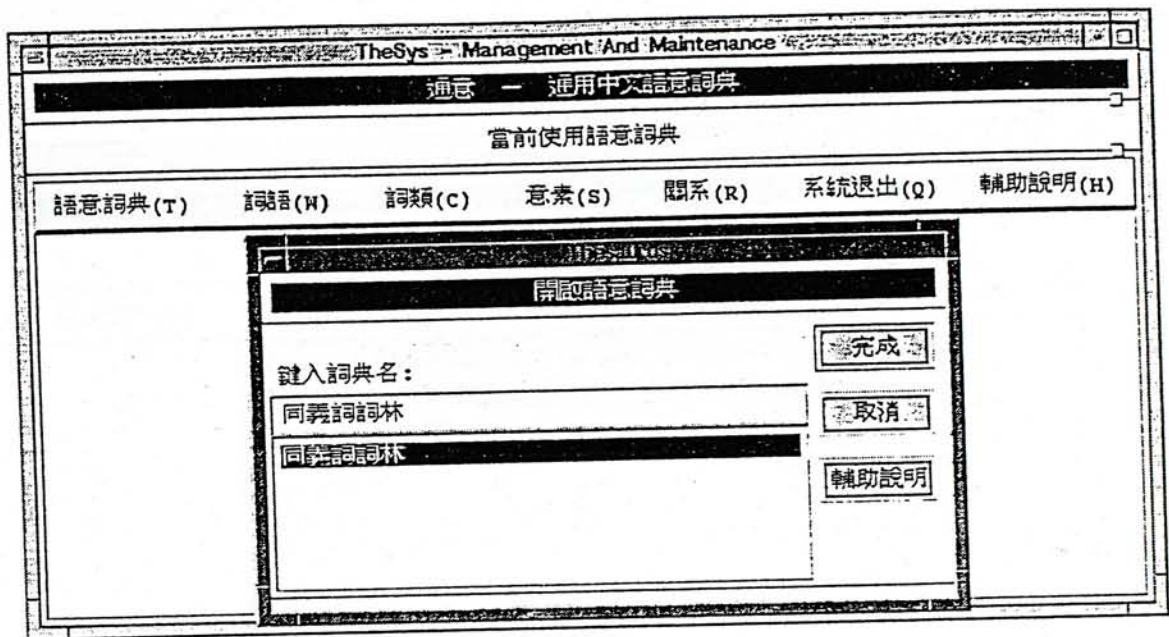 TheSys - Management And Maintenance
通意 — 通用中文語意詞典
當前使用語意詞典
語意詞典(T) 詞語(W) 詞類(C) 意素(S) 關系(R) 系統退出(Q) 輔助說明(H)
開啟語意詞典
鍵入詞典名:
同義詞詞林
同義詞詞林
完成
取消
輔助說明